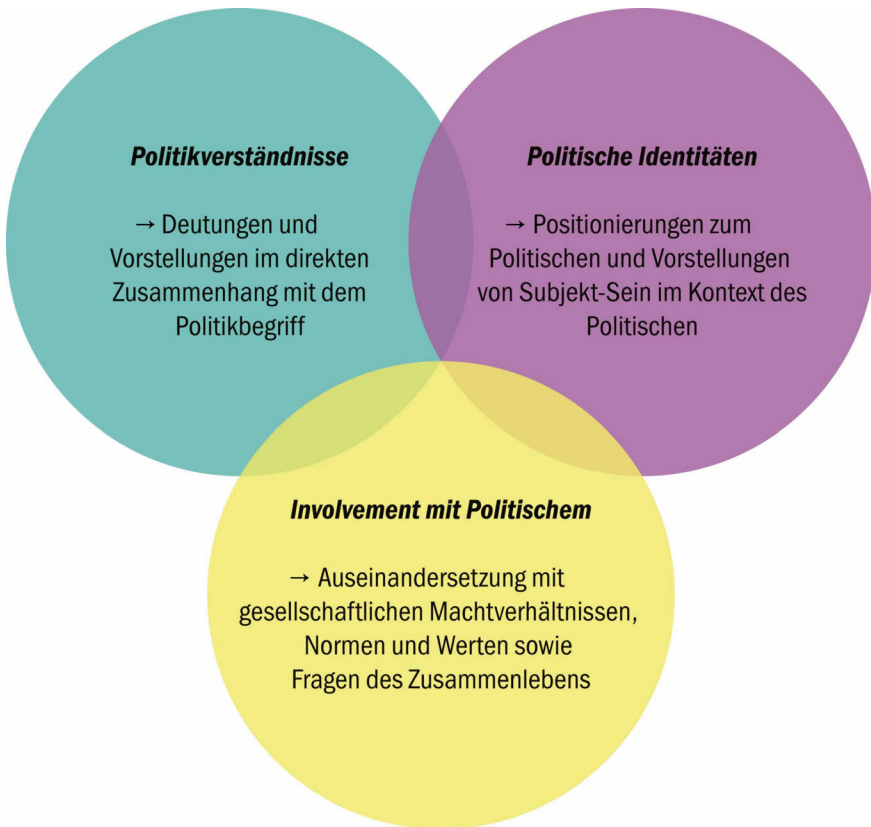 Politikverständnisse
→ Deutungen und
Vorstellungen im direkten
Zusammenhang mit dem
Politikbegriff
Politische Identitäten
→ Positionierungen zum
Politischen und Vorstellungen
von Subjekt-Sein im Kontext des
Politischen
Involvement mit Politischem
→ Auseinandersetzung mit
gesellschaftlichen Machtverhältnissen,
Normen und Werten sowie
Fragen des Zusammenlebens